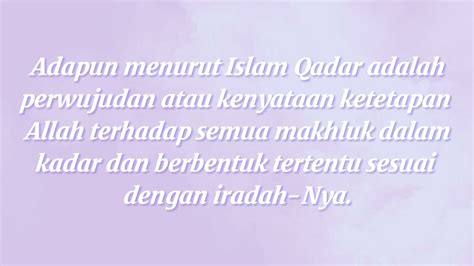 Adapun menurut Islam Qadar adalah
perwujudan atau kenyataan ketetapan
Allah terhadap semua makhluk dalam
kadar dan berbentuk tertentu sesuai
dengan iradah-Nya.